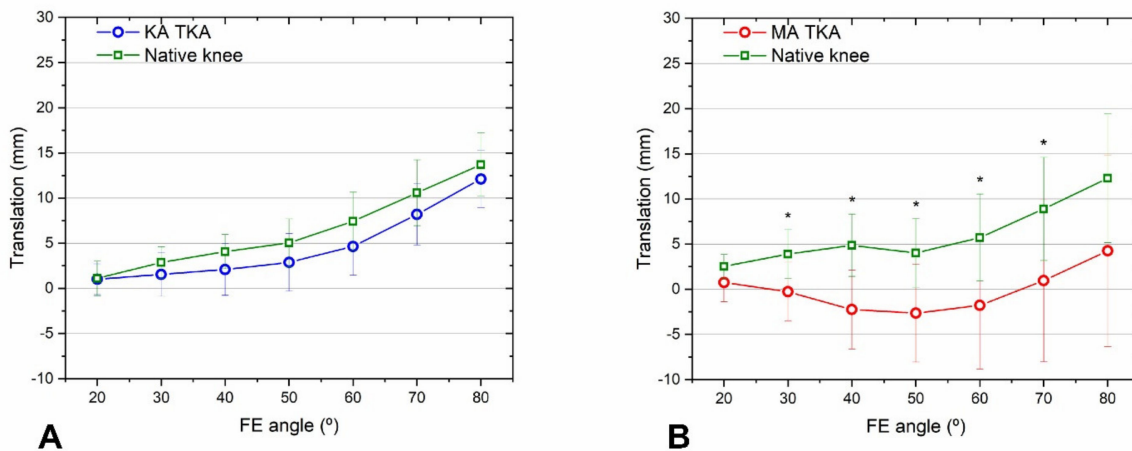 KA TKA
Native knee
30
25
20
15
10
5
0
-5
-10
Translation (mm)
20 30 40 50 60 70 80
FE angle (º)
A
MA TKA
Native knee
30
25
20
15
10
5
0
-5
-10
Translation (mm)
* * * * *
20 30 40 50 60 70 80
FE angle (º)
B